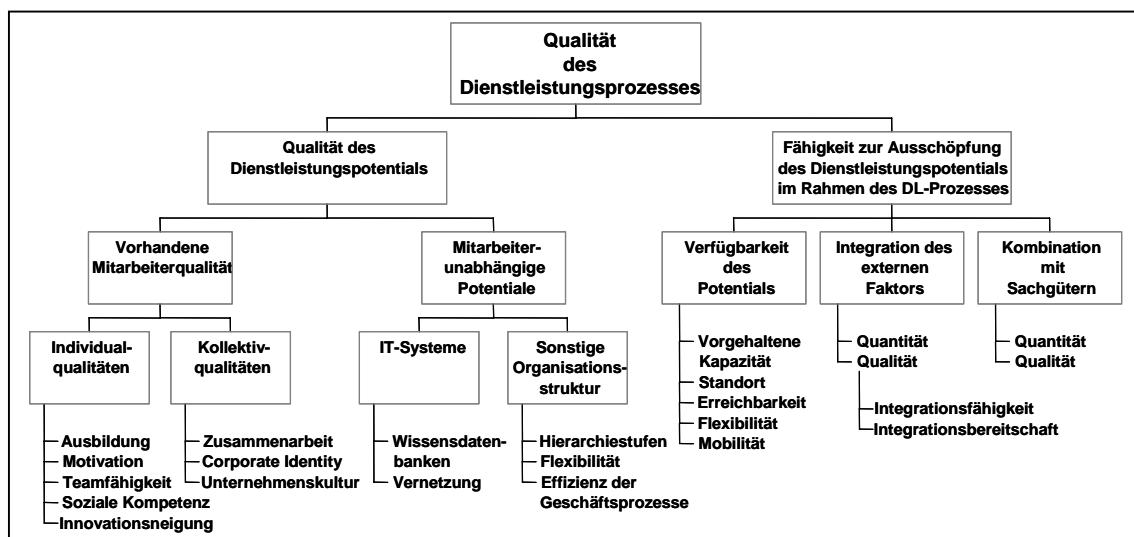 Qualität
des
Dienstleistungsprozesses
Qualität des
Dienstleistungspotentials
Fähigkeit zur Ausschöpfung
des Dienstleistungspotentials
im Rahmen des DL-Prozesses
Vorhandene
Mitarbeiterqualität
Mitarbeiter-
unabhängige
Potentiale
Verfügbarkeit
des
Potentials
Integration des
externen
Faktors
Kombination
mit
Sachgütern
Individual-
qualitäten
Kollektiv-
qualitäten
IT-Systeme
Sonstige
Organisations-
struktur
Ausbildung
Motivation
Teamfähigkeit
Soziale Kompetenz
Innovationsneigung
Zusammenarbeit
Corporate Identity
Unternehmenskultur
Wissensdaten-
banken
Vernetzung
Hierarchiestufen
Flexibilität
Effizienz der
Geschäftsprozesse
Vorgehaltene
Kapazität
Standort
Erreichbarkeit
Flexibilität
Mobilität
Quantität
Qualität
Integrationsfähigkeit
Integrationsbereitschaft
Quantität
Qualität